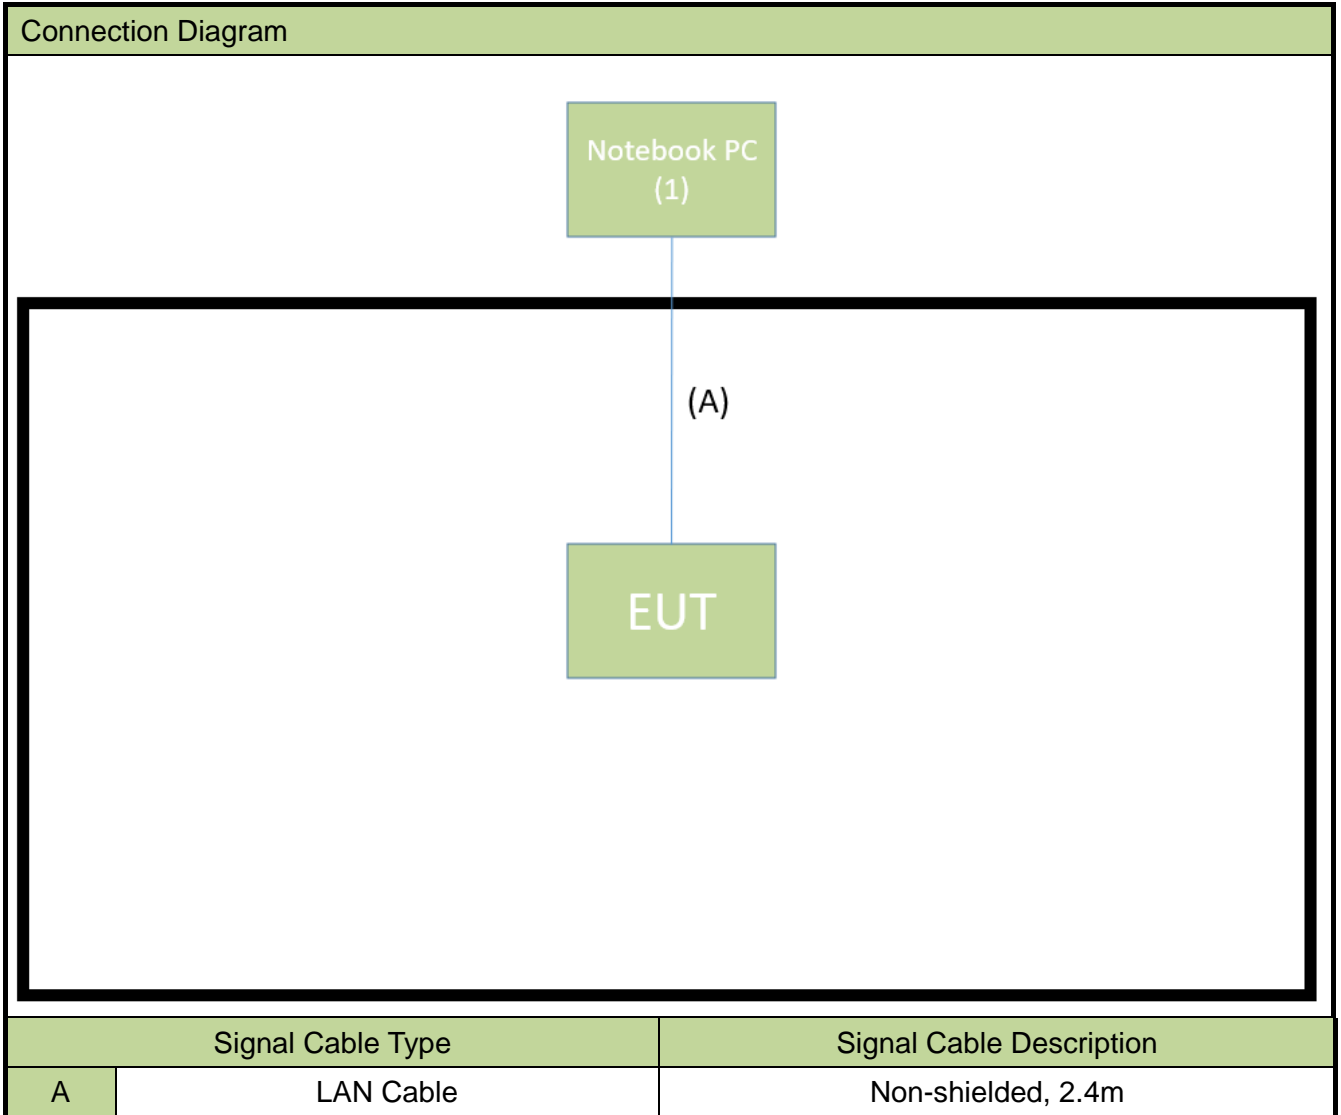 Connection Diagram
Notebook PC
(1)
(A)
EUT
Signal Cable Type Signal Cable Description
A LAN Cable Non-shielded, 2.4m